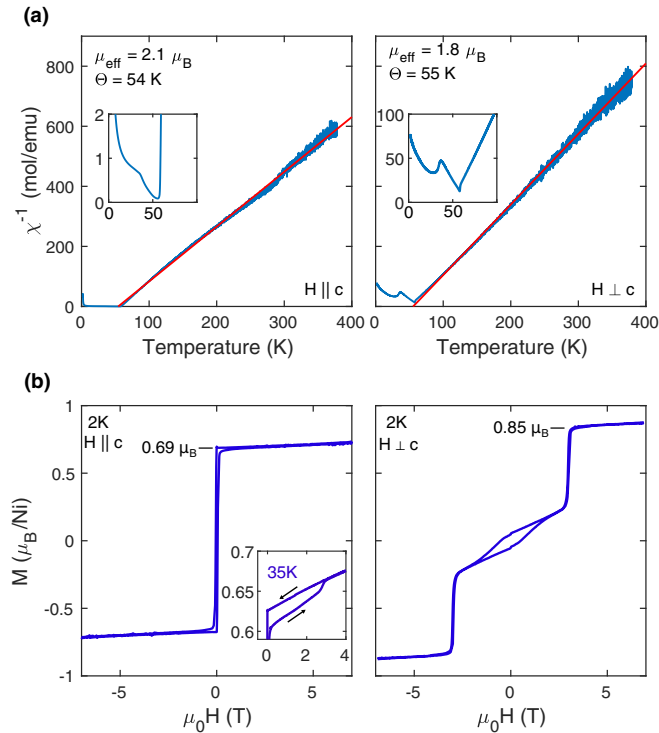 (a)
μeff = 2.1 μB
Θ = 54 K
2
1
0
0
50
H || c
800
600
400
200
0
χ-1 (mol/emu)
0
100
200
300
400
Temperature (K)
μeff = 1.8 μB
Θ = 55 K
100
50
0
0
50
H ⊥ c
0
100
200
300
400
Temperature (K)
(b)
2K
H || c
0.69 μB
35K
0.7
0.65
0.6
0
2
4
1
0.5
0
-0.5
-1
M (μB/Ni)
-5
0
5
μ0H (T)
2K
H ⊥ c
0.85 μB
-5
0
5
μ0H (T)